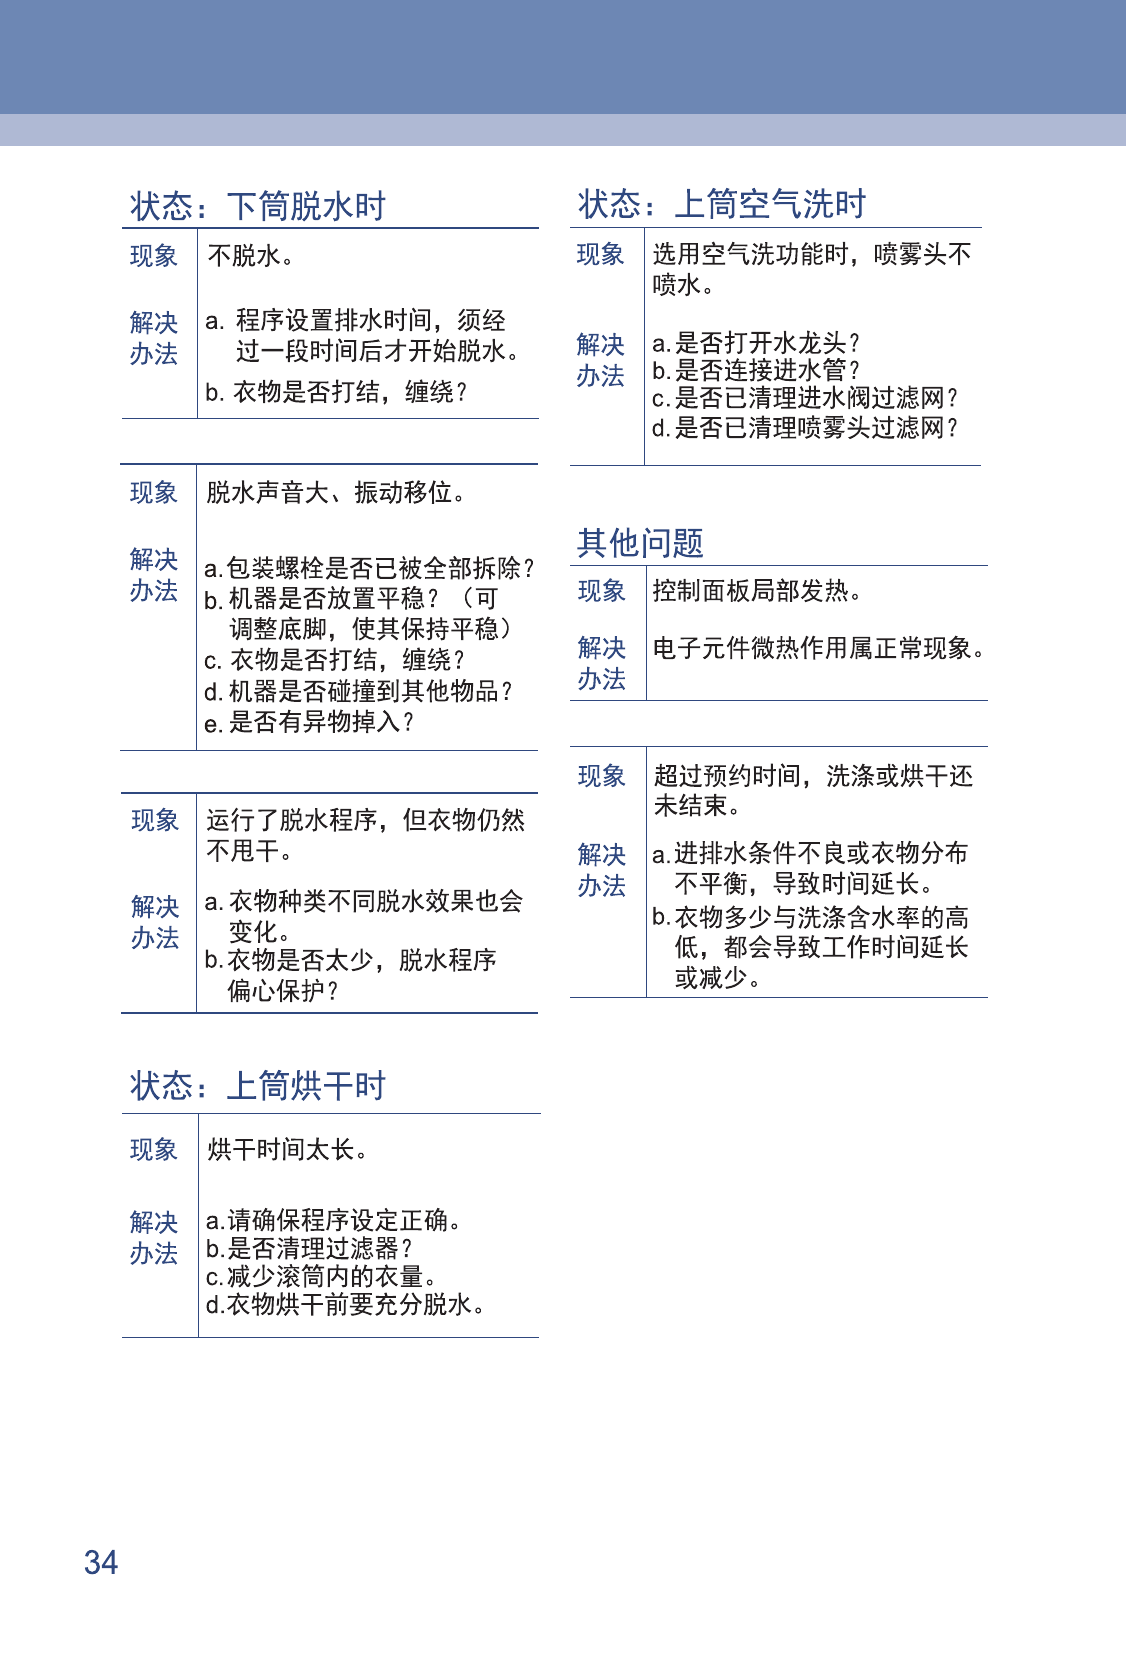 状态：下筒脱水时
现象 不脱水。
解决办法
a. 程序设置排水时间，须经
过一段时间后才开始脱水。
b. 衣物是否打结，缠绕？
现象 脱水声音大、振动移位。
解决办法
a.包装螺栓是否已被全部拆除？
b.机器是否放置平稳？（可
调整底脚，使其保持平稳）
c. 衣物是否打结，缠绕？
d.机器是否碰撞到其他物品？
e.是否有异物掉入？
现象 运行了脱水程序，但衣物仍然
不甩干。
解决办法
a.衣物种类不同脱水效果也会
变化。
b.衣物是否太少，脱水程序
偏心保护？
状态：上筒烘干时
现象 烘干时间太长。
解决办法
a.请确保程序设定正确。
b.是否清理过滤器？
c.减少滚筒内的衣量。
d.衣物烘干前要充分脱水。
状态：上筒空气洗时
现象 选用空气洗功能时，喷雾头不
喷水。
解决办法
a.是否打开水龙头？
b.是否连接进水管？
c.是否已清理进水阀过滤网？
d.是否已清理喷雾头过滤网？
其他问题
现象 控制面板局部发热。
解决办法
电子元件微热作用属正常现象。
现象 超过预约时间，洗涤或烘干还
未结束。
解决办法
a.进排水条件不良或衣物分布
不平衡，导致时间延长。
b.衣物多少与洗涤含水率的高
低，都会导致工作时间延长
或减少。
34